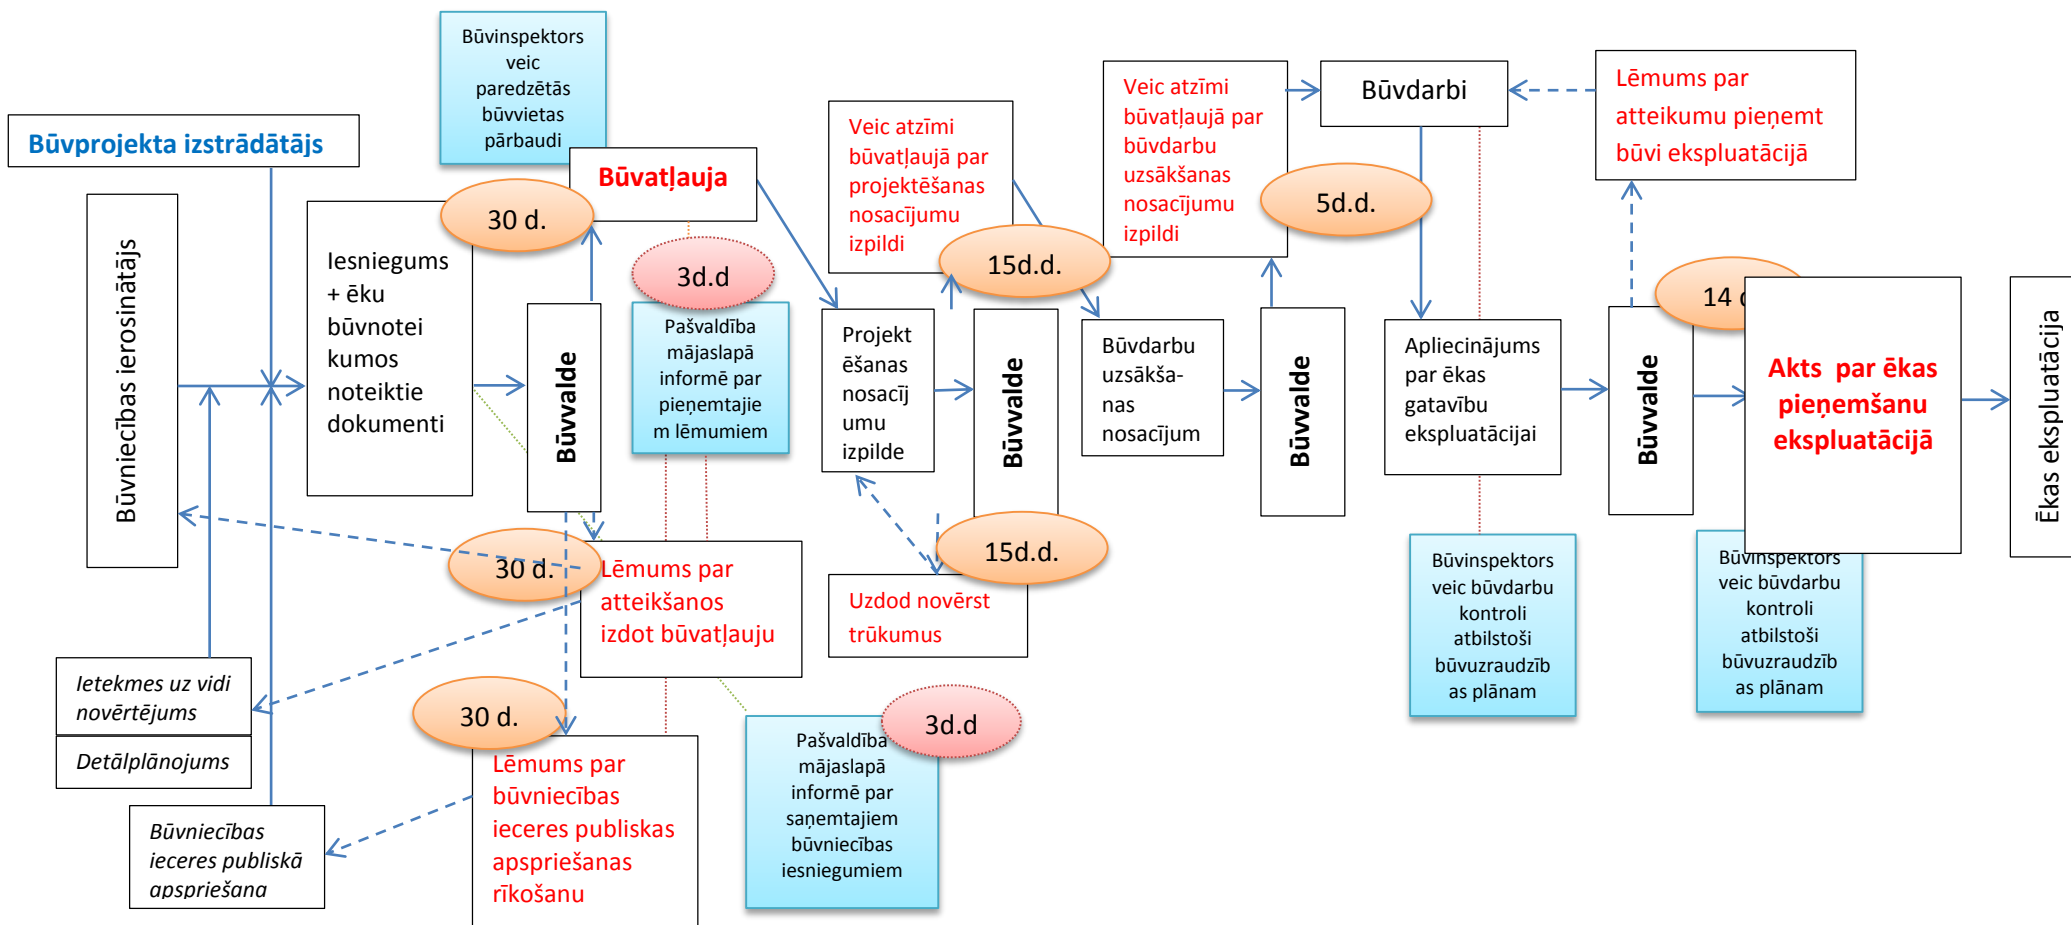 Būvinspektors
veic
paredzētās
būvvietas
pārbaudi
Būvprojekta izstrādātājs
Būvniecības ierosinātājs
Iesniegums
+ ēku
būvnotei
kumos
noteiktie
dokumenti
30 d.
Būvatļauja
Būvvalde
3d.d
Pašvaldība
mājaslapā
informē par
pieņemtajie
m lēmumiem
30 d.
Lēmums par
atteikšanos
izdot būvatļauju
30 d.
Lēmums par
būvniecības
ieceres publiskas
apspriešanas
rīkošanu
Ietekmes uz vidi
novērtējums
Detālplānojums
Būvniecības
ieceres publiskā
apspriešana
3d.d
Pašvaldība
mājaslapā
informē par
saņemtajiem
būvniecības
iesniegumiem
Veic atzīmi
būvatļaujā par
projektēšanas
nosacījumu
izpildi
15d.d.
Projekt
ēšanas
nosacīj
umu
izpilde
Būvvalde
15d.d.
Uzdod novērst
trūkumus
Veic atzīmi
būvatļaujā par
būvdarbu
uzsākšanas
nosacījumu
izpildi
5d.d.
Būvdarbu
uzsākša-
nas
nosacījum
Būvvalde
Būvdarbi
Lēmums par
atteikumu pieņemt
būvi ekspluatācijā
Apliecinājums
par ēkas
gatavību
ekspluatācijai
Būvvalde
14 d
Akts par ēkas
pieņemšanu
ekspluatācijā
Ēkas ekspluatācija
Būvinspektors
veic būvdarbu
kontroli
atbilstoši
būvuzraudzīb
as plānam
Būvinspektors
veic būvdarbu
kontroli
atbilstoši
būvuzraudzīb
as plānam